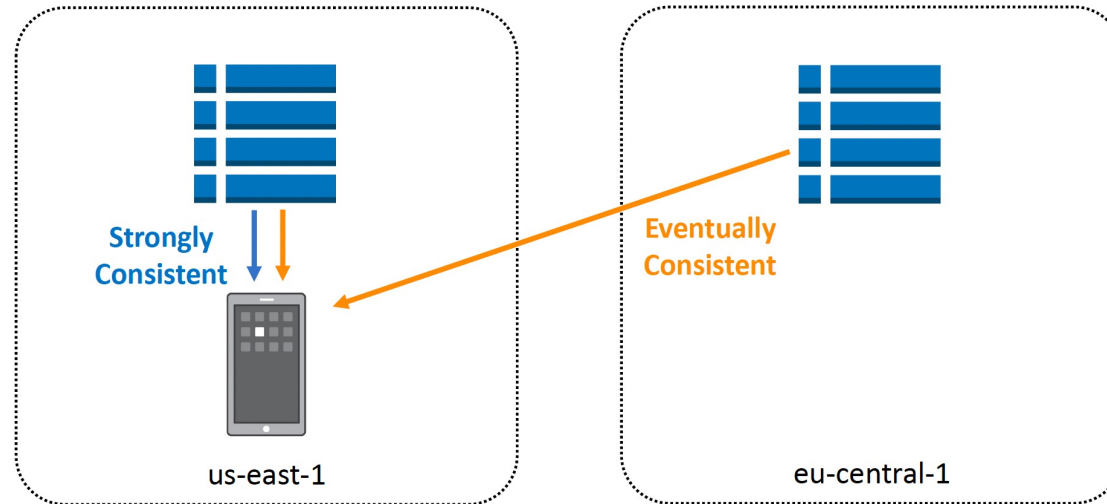 Strongly
Consistent
Eventually
Consistent
us-east-1
eu-central-1